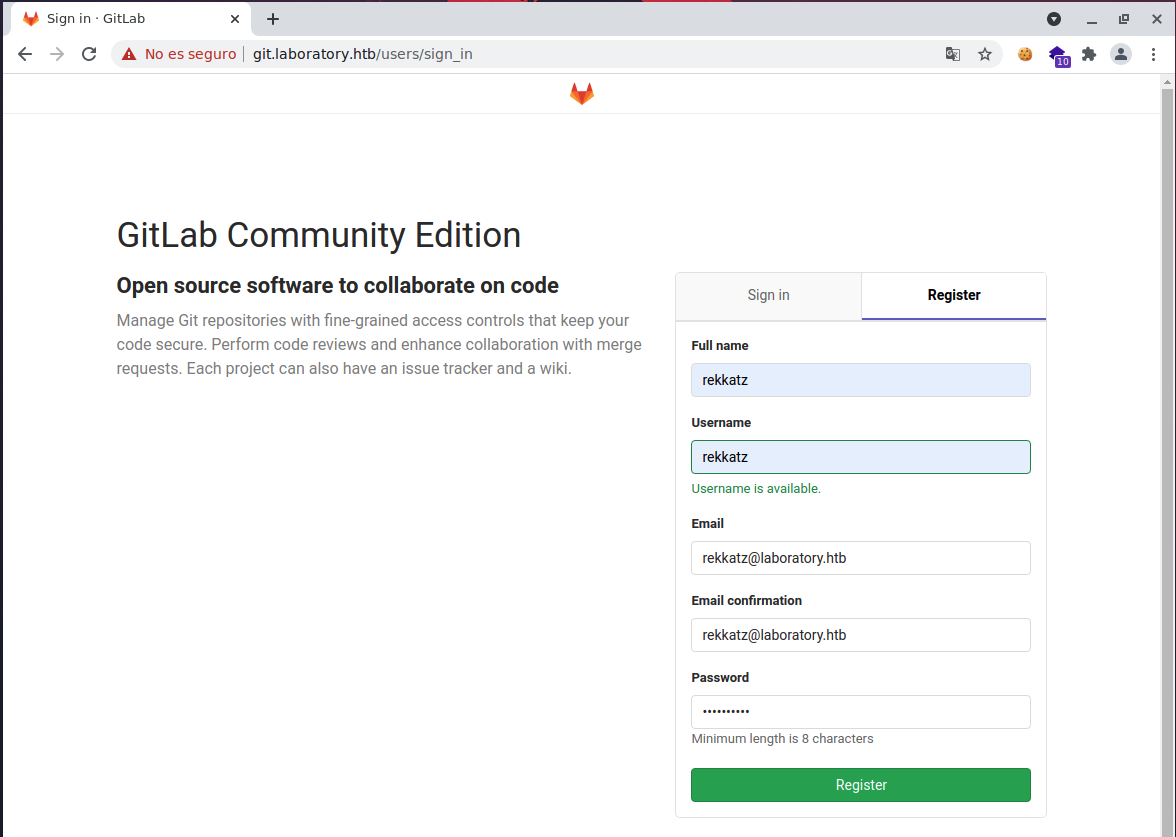 Sign in · GitLab
No es seguro
git.laboratory.htb/users/sign_in
10
GitLab Community Edition
Open source software to collaborate on code
Manage Git repositories with fine-grained access controls that keep your
code secure. Perform code reviews and enhance collaboration with merge
requests. Each project can also have an issue tracker and a wiki.
Sign in
Register
Full name
rekkatz
Username
rekkatz
Username is available.
Email
rekkatz@laboratory.htb
Email confirmation
rekkatz@laboratory.htb
Password
••••••••••
Minimum length is 8 characters
Register